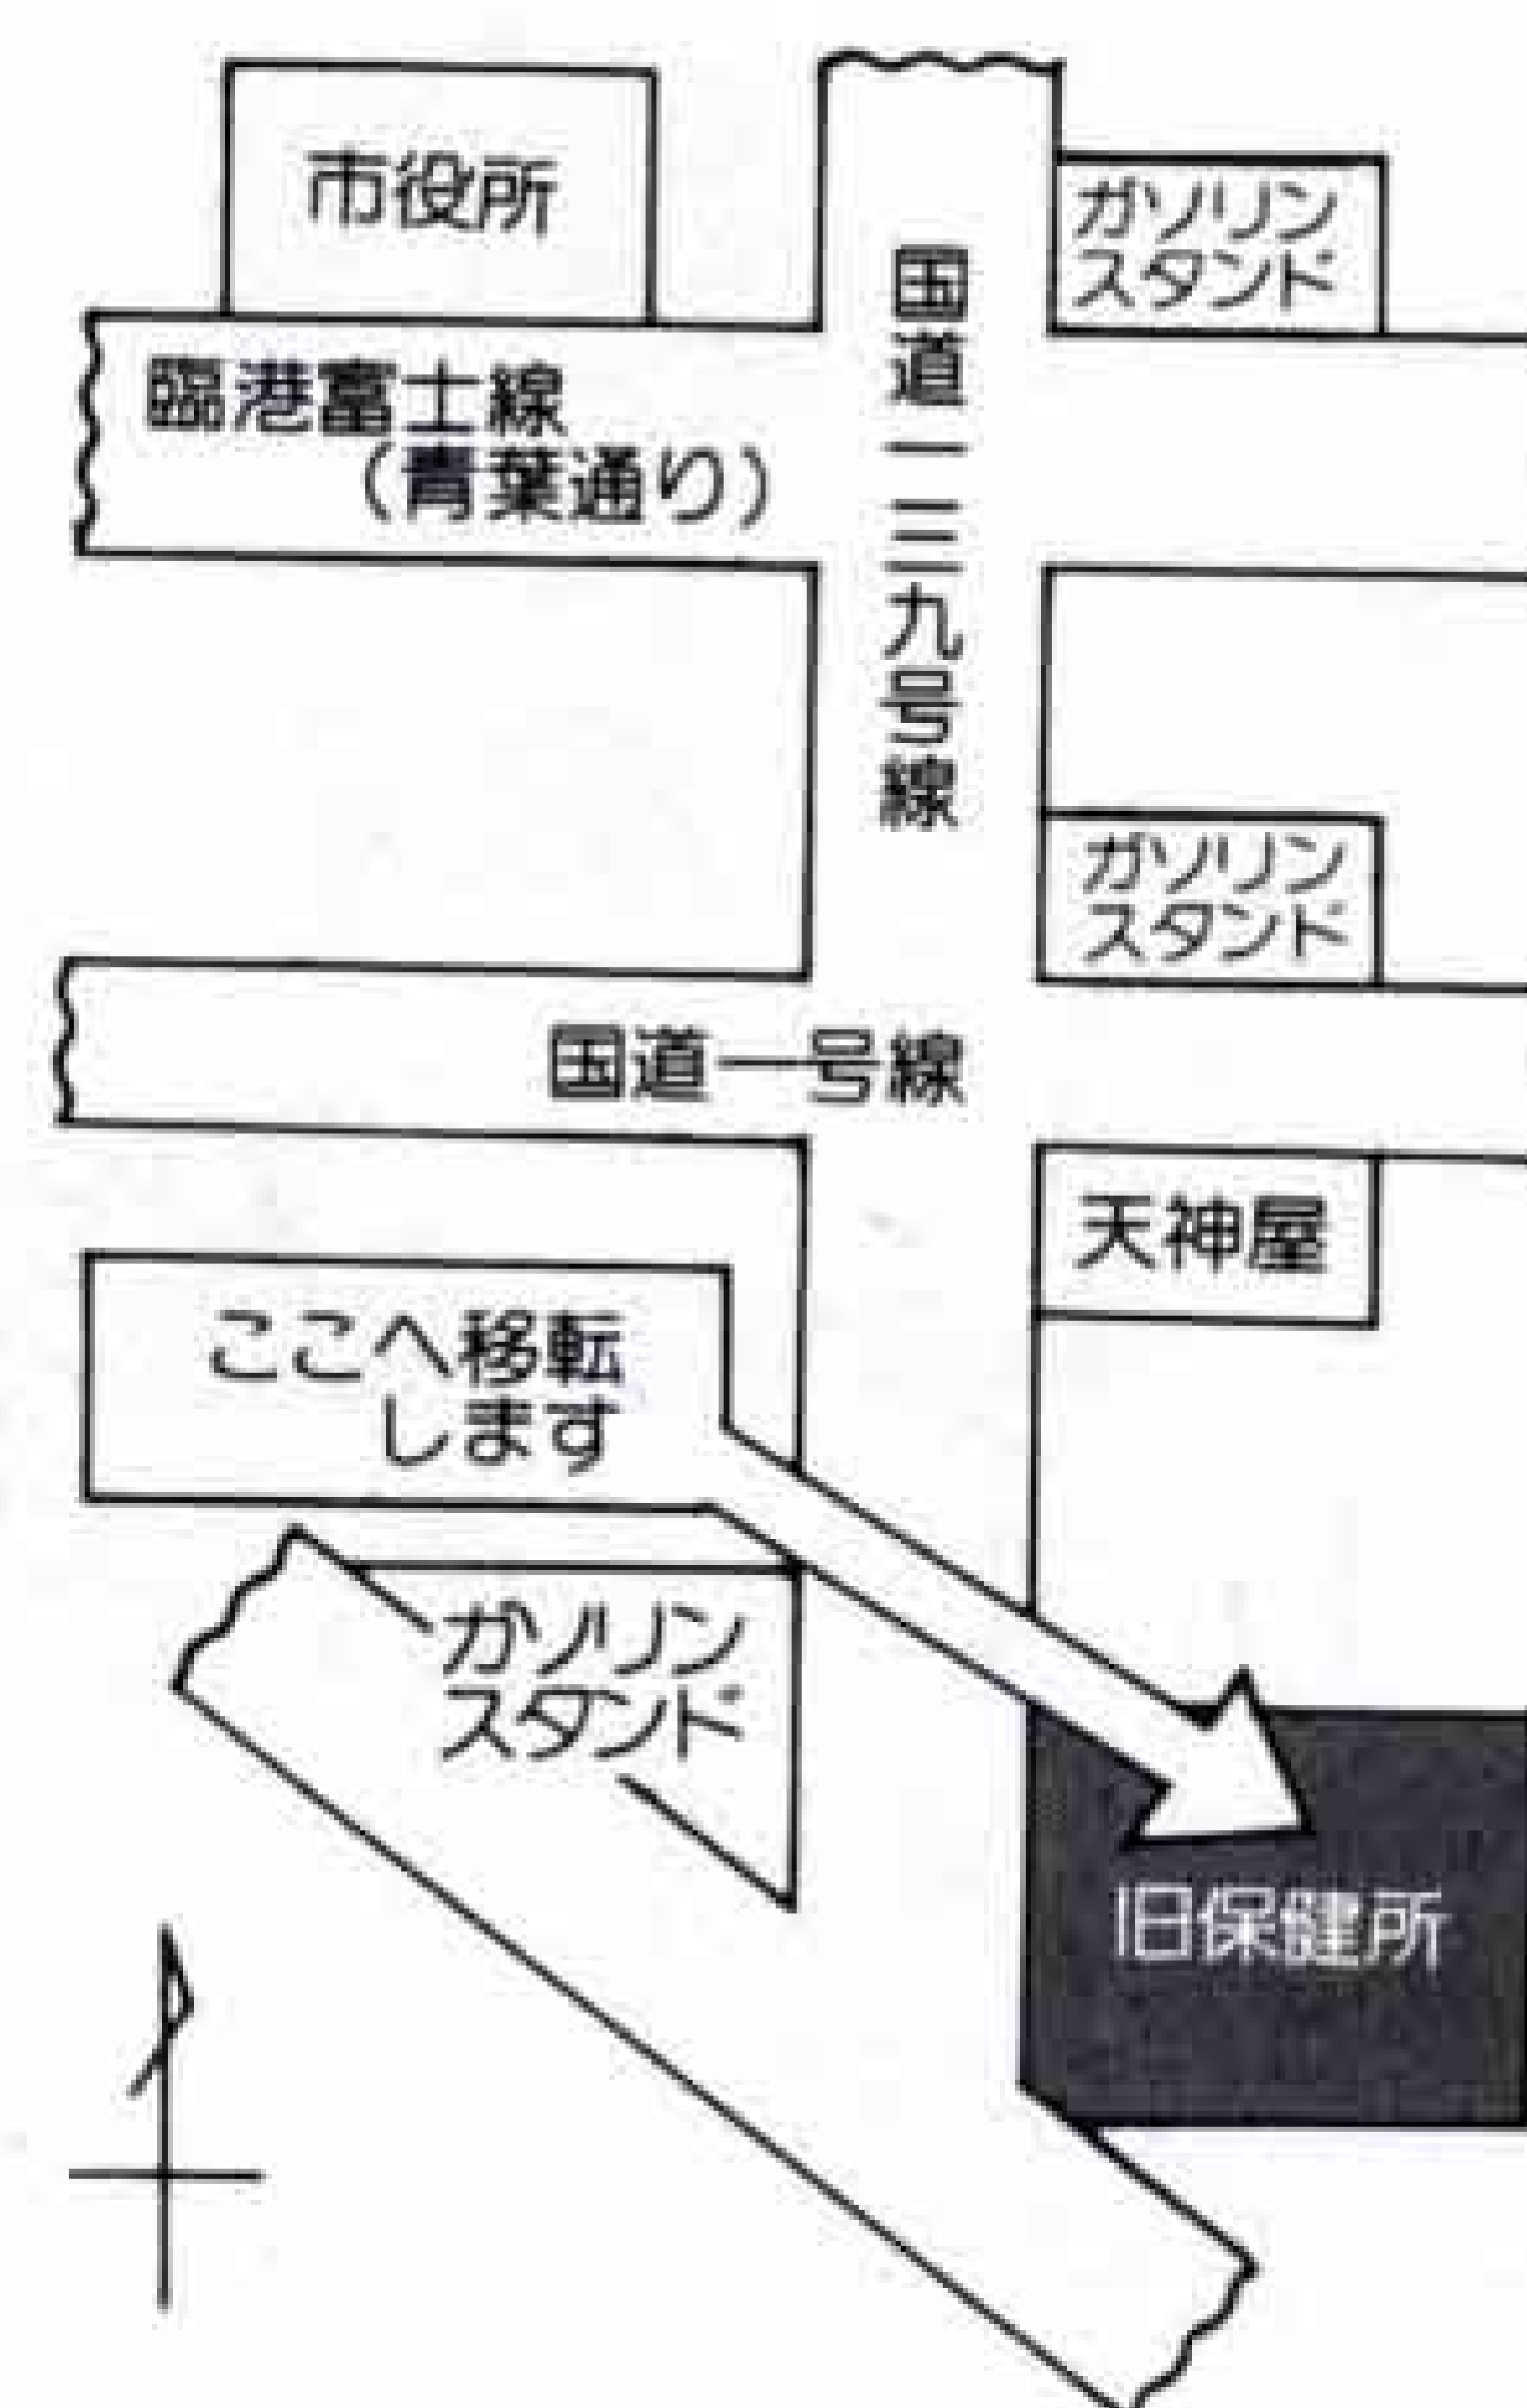 市役所
ガソリン
スタンド
国道一三九号線
臨港富士線
(青葉通り)
ガソリン
スタンド
国道一号線
天神屋
ここへ移転
します
ガソリン
スタンド
旧保健所